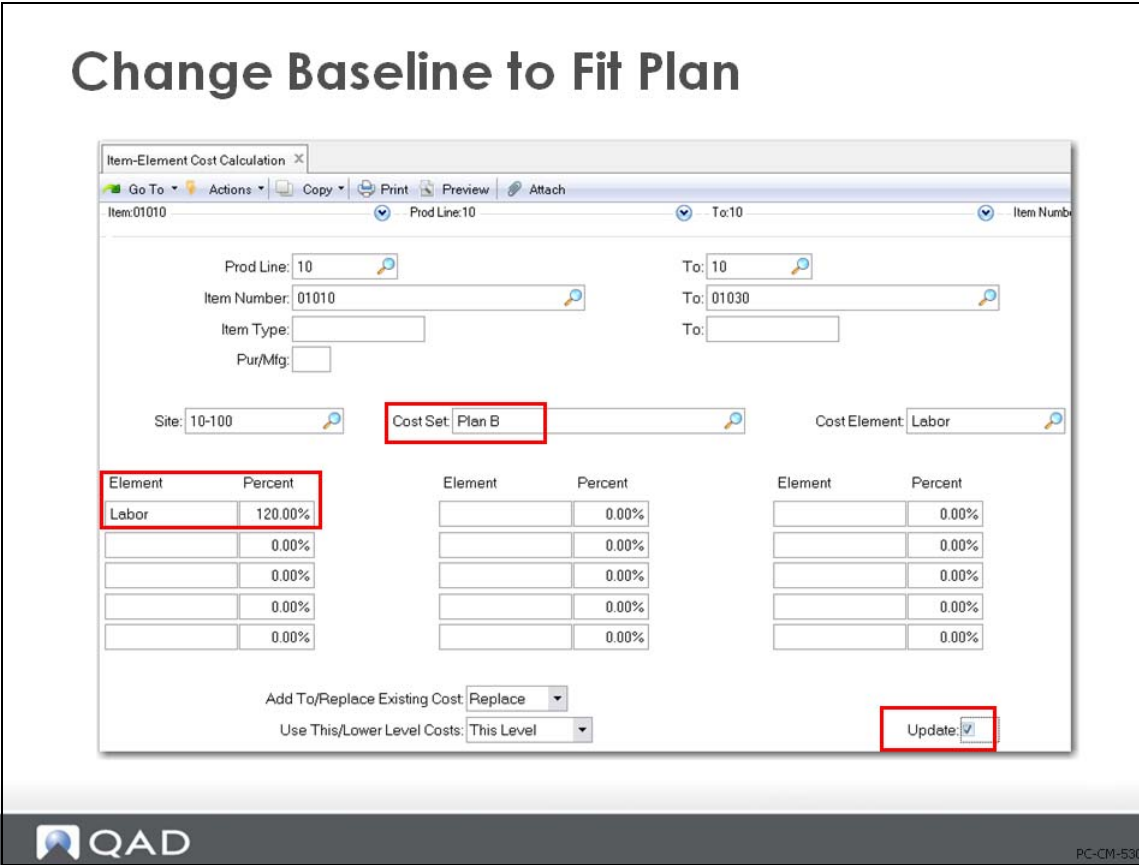 Change Baseline to Fit Plan
Item-Element Cost Calculation
Go To Actions Copy Print Preview Attach
Item:01010 Prod Line:10 To:10 Item Numb
Prod Line: 10 To: 10
Item Number: 01010 To: 01030
Item Type: To:
Pur/Mfg:
Site: 10-100 Cost Set: Plan B Cost Element: Labor
Element Percent Element Percent Element Percent
Labor 120.00% 0.00% 0.00%
0.00% 0.00% 0.00%
0.00% 0.00% 0.00%
0.00% 0.00% 0.00%
0.00% 0.00% 0.00%
Add To/Replace Existing Cost: Replace
Use This/Lower Level Costs: This Level Update:
QAD
PC-CM-530